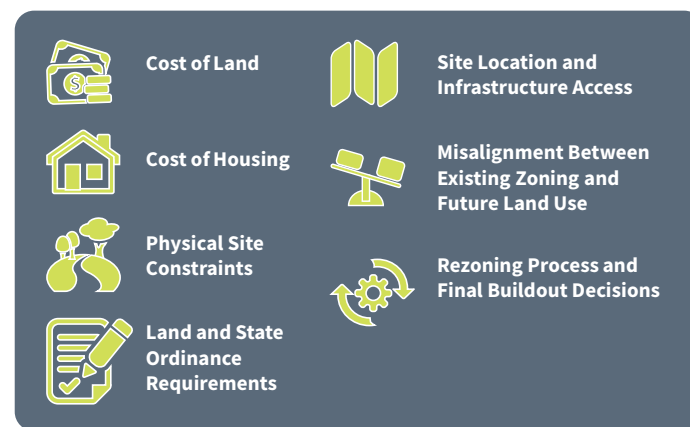 Cost of Land
Cost of Housing
Physical Site
Constraints
Land and State
Ordinance
Requirements
Site Location and
Infrastructure Access
Misalignment Between
Existing Zoning and
Future Land Use
Rezoning Process and
Final Buildout Decisions